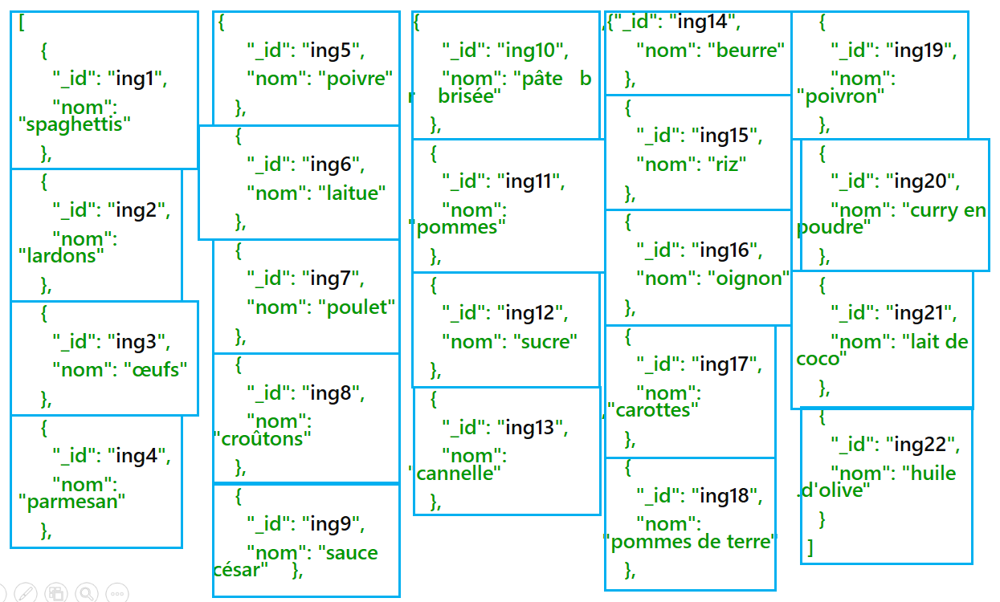 [
{
"_id": "ing1",
"nom":
"spaghettis"
},
{
"_id": "ing2",
"nom":
"lardons"
},
{
"_id": "ing3",
"nom": "œufs"
},
{
"_id": "ing4",
"nom":
"parmesan"
},
{
"_id": "ing5",
"nom": "poivre"
},
{
"_id": "ing6",
"nom": "laitue"
},
{
"_id": "ing7",
"nom": "poulet"
},
{
"_id": "ing8",
"nom":
"croûtons"
},
{
"_id": "ing9",
"nom": "sauce
césar" },
{
"_id": "ing10",
"nom": "pâte b
r brisée"
},
{
"_id": "ing11",
"nom":
"pommes"
},
{
"_id": "ing12",
"nom": "sucre"
},
{
"_id": "ing13",
"nom":
"cannelle"
},
,{"_id": "ing14",
"nom": "beurre"
},
{
"_id": "ing15",
"nom": "riz"
},
{
"_id": "ing16",
"nom": "oignon"
},
{
"_id": "ing17",
"nom":
"carottes"
},
{
"_id": "ing18",
"nom":
"pommes de terre"
},
{
"_id": "ing19",
"nom":
"poivron"
},
{
"_id": "ing20",
"nom": "curry en
poudre"
},
{
"_id": "ing21",
"nom": "lait de
coco"
},
{
"_id": "ing22",
"nom": "huile
.d'olive"
}
]